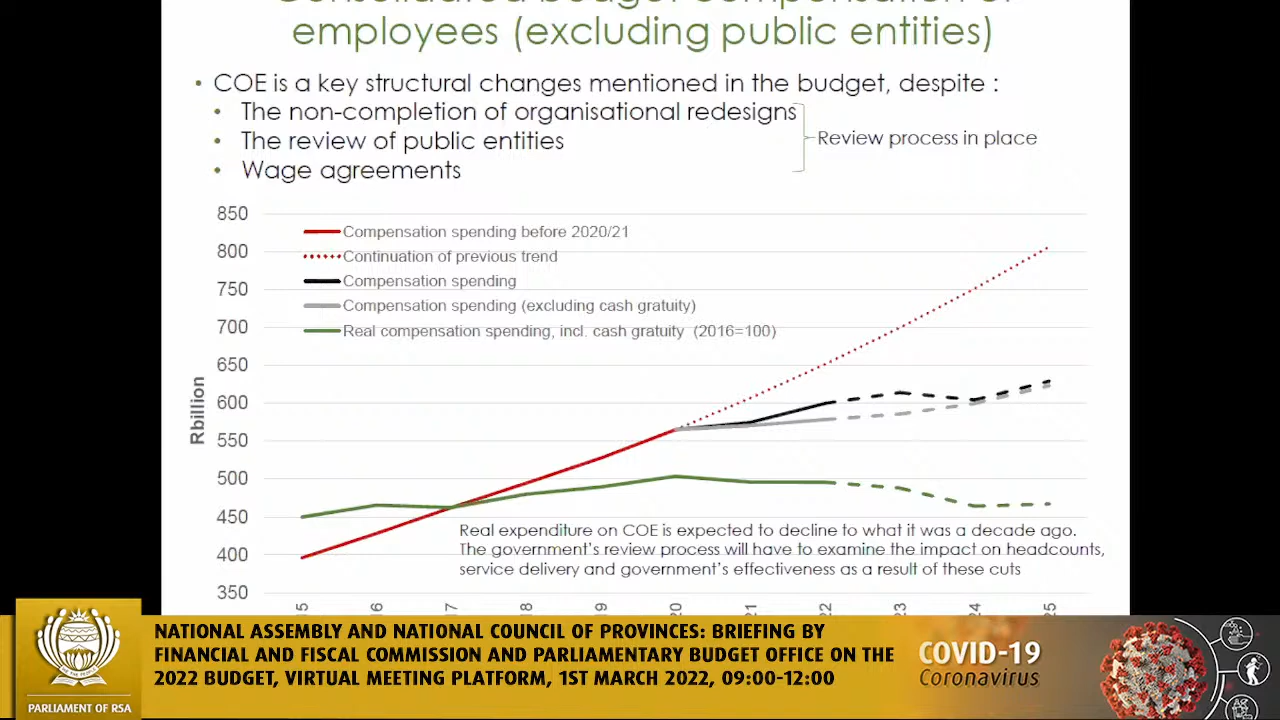 employees (excluding public entities)
• COE is a key structural changes mentioned in the budget, despite :
• The non-completion of organisational redesigns
• The review of public entities
• Wage agreements
Review process in place
850
800
750
700
650
600
550
500
450
400
350
Rbillion
Compensation spending before 2020/21
Continuation of previous trend
Compensation spending
Compensation spending (excluding cash gratuity)
Real compensation spending, incl. cash gratuity (2016=100)
Real expenditure on COE is expected to decline to what it was a decade ago.
The government's review process will have to examine the impact on headcounts,
service delivery and government's effectiveness as a result of these cuts
NATIONAL ASSEMBLY AND NATIONAL COUNCIL OF PROVINCES: BRIEFING BY
FINANCIAL AND FISCAL COMMISSION AND PARLIAMENTARY BUDGET OFFICE ON THE
2022 BUDGET, VIRTUAL MEETING PLATFORM, 1ST MARCH 2022, 09:00-12:00
PARLIAMENT OF RSA
COVID-19
Coronavirus